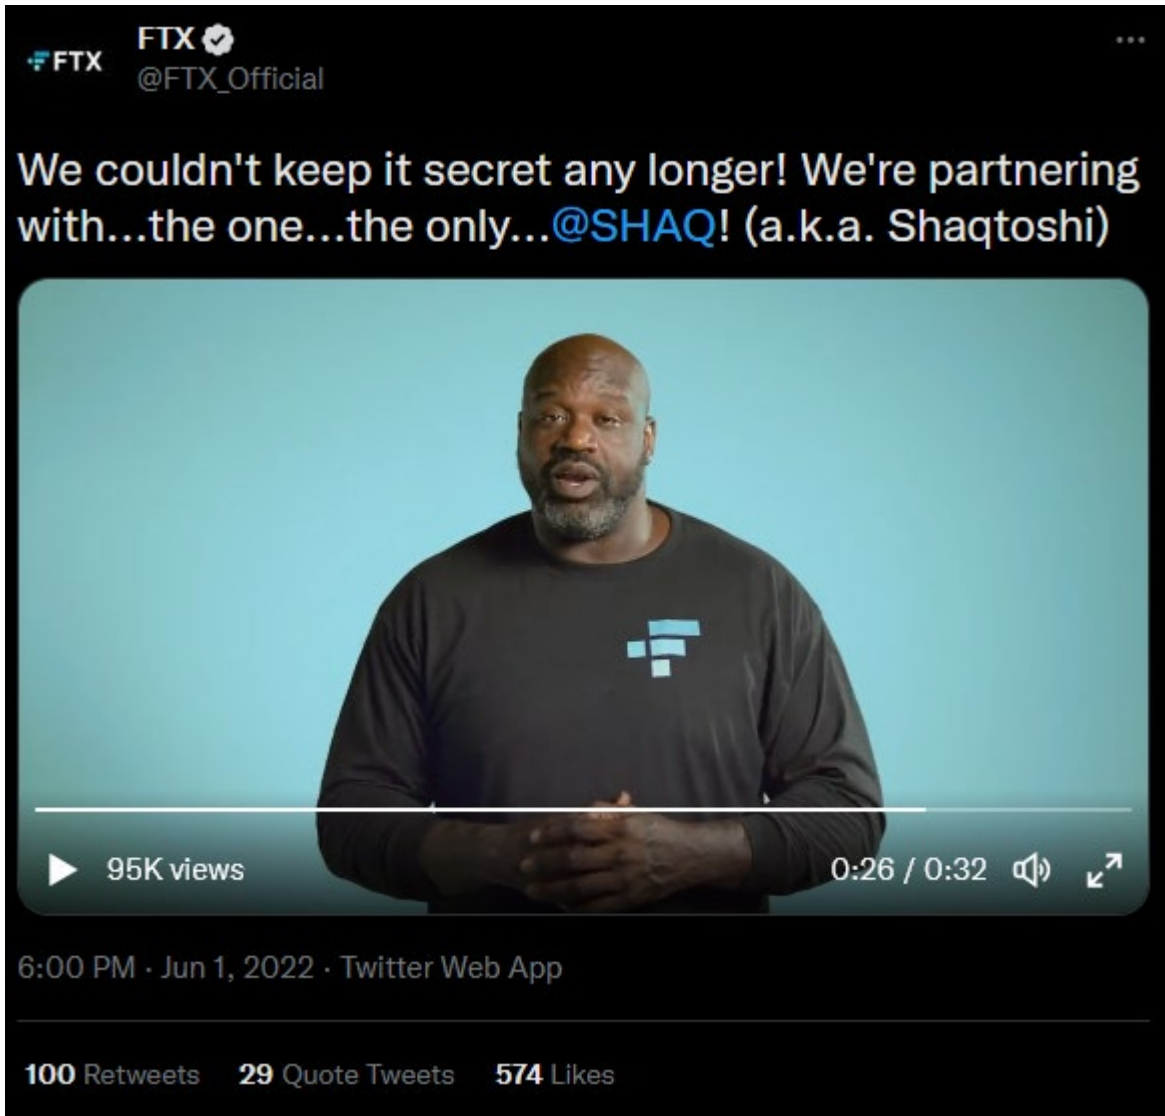 FTX
FTX
@FTX_Official
We couldn't keep it secret any longer! We're partnering
with...the one...the only...@SHAQ! (a.k.a. Shaqtoshi)
95K views
0:26 / 0:32
6:00 PM · Jun 1, 2022 · Twitter Web App
100 Retweets 29 Quote Tweets 574 Likes